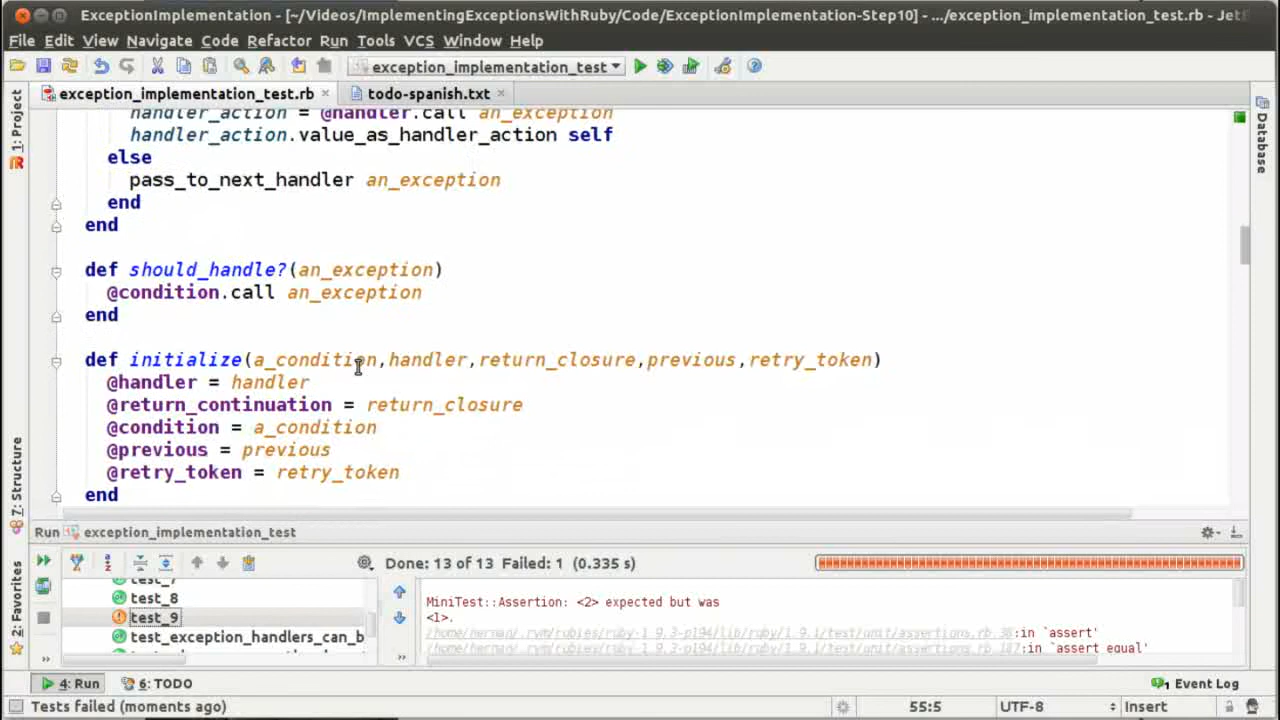 ExceptionImplementation - [~/Videos/ImplementingExceptionsWithRuby/Code/ExceptionImplementation-Step10] - .../exception_implementation_test.rb - JetB
File Edit View Navigate Code Refactor Run Tools VCS Window Help
exception_implementation_test
exception_implementation_test.rb todo-spanish.txt
1: Project
Database
handler_action = @handler.call an_exception
handler_action.value_as_handler_action self
else
pass_to_next_handler an_exception
end
end
def should_handle?(an_exception)
@condition.call an_exception
end
def initialize(a_condition,handler,return_closure,previous,retry_token)
@handler = handler
@return_continuation = return_closure
@condition = a_condition
@previous = previous
@retry_token = retry_token
end
7: Structure
2: Favorites
Run exception_implementation_test
Done: 13 of 13 Failed: 1 (0.335 s)
test_7
test_8
test_9
test_exception_handlers_can_b
MiniTest::Assertion: <2> expected but was
<1>.
/home/hernan/.rvm/rubies/ruby-1.9.3-p194/lib/ruby/1.9.1/test/unit/assertions.rb:38:in `assert'
/home/hernan/.rvm/rubies/ruby-1.9.3-p194/lib/ruby/1.9.1/test/unit/assertions.rb:187:in `assert_equal'
4: Run 6: TODO 1 Event Log
Tests failed (moments ago) 55:5 UTF-8 Insert